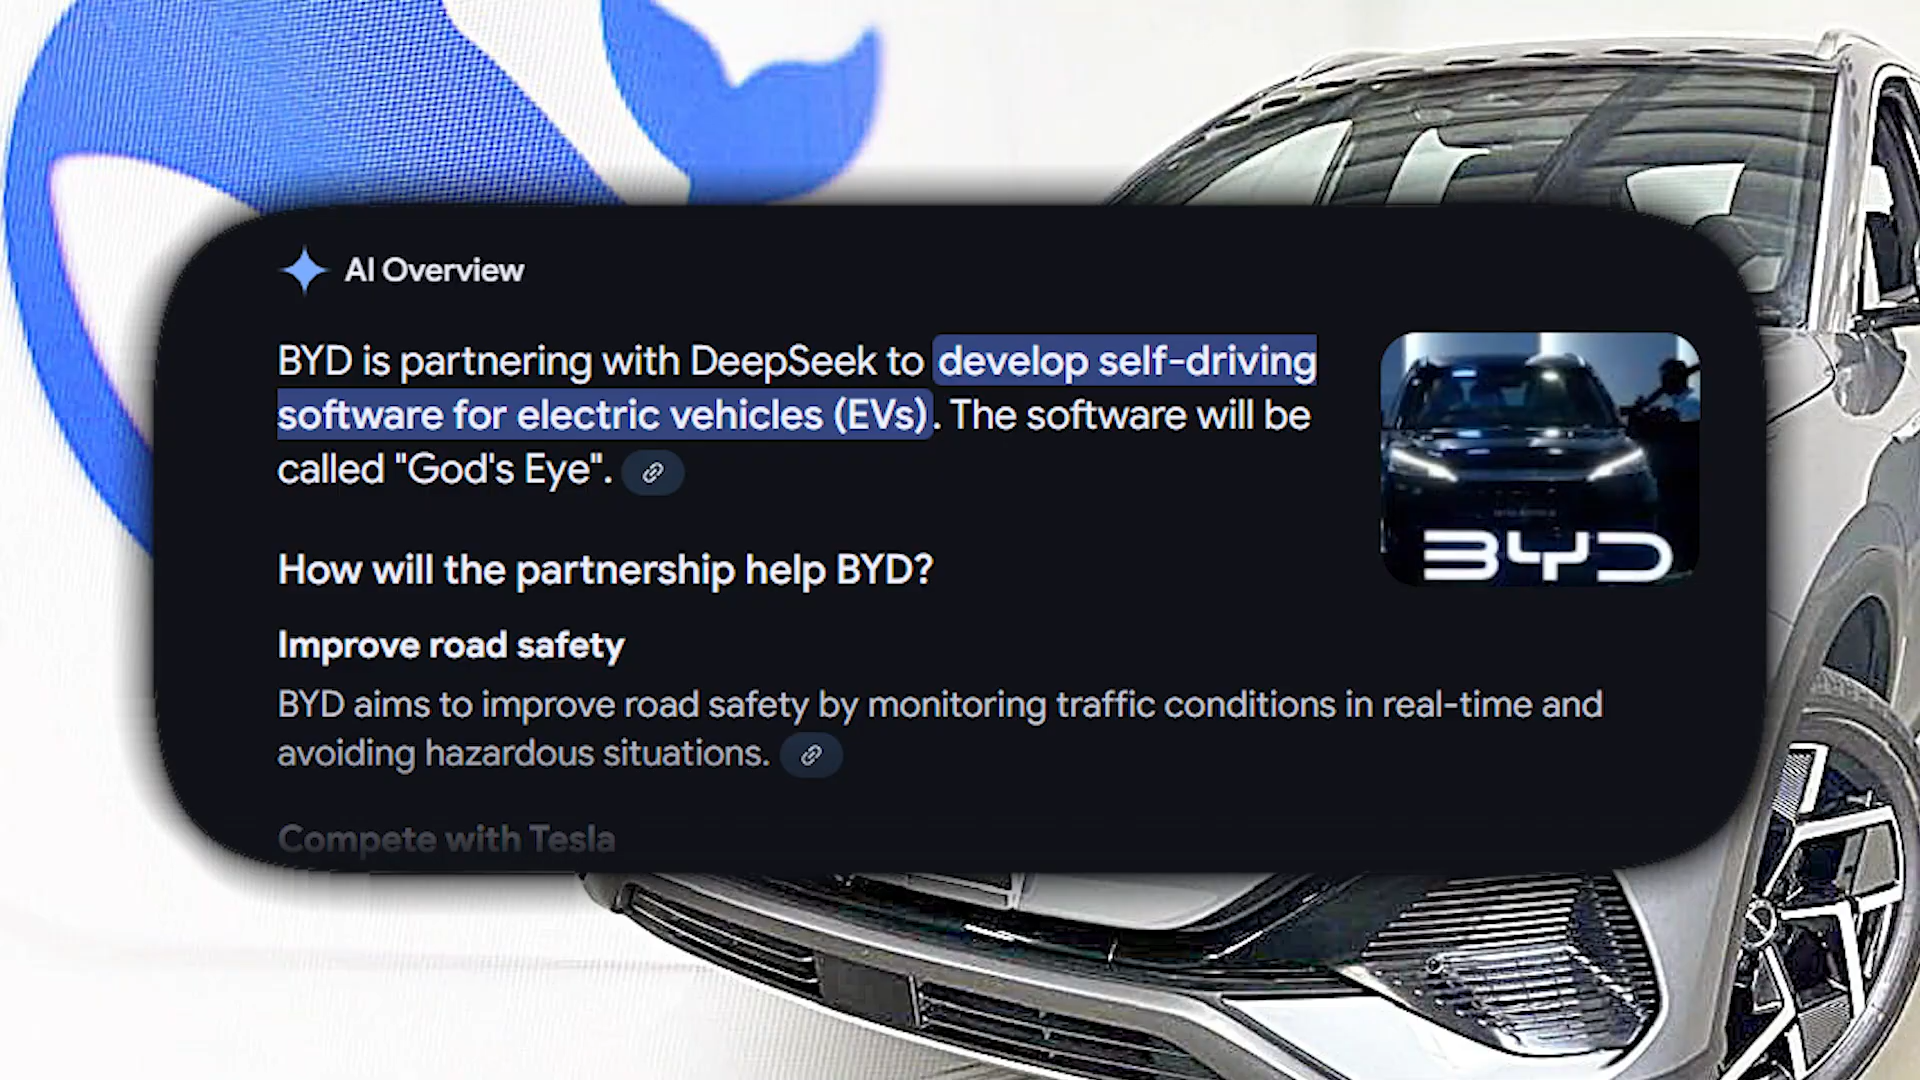 AI Overview
BYD is partnering with DeepSeek to develop self-driving
software for electric vehicles (EVs). The software will be
called "God's Eye".
BYD
How will the partnership help BYD?
Improve road safety
BYD aims to improve road safety by monitoring traffic conditions in real-time and
avoiding hazardous situations.
Compete with Tesla